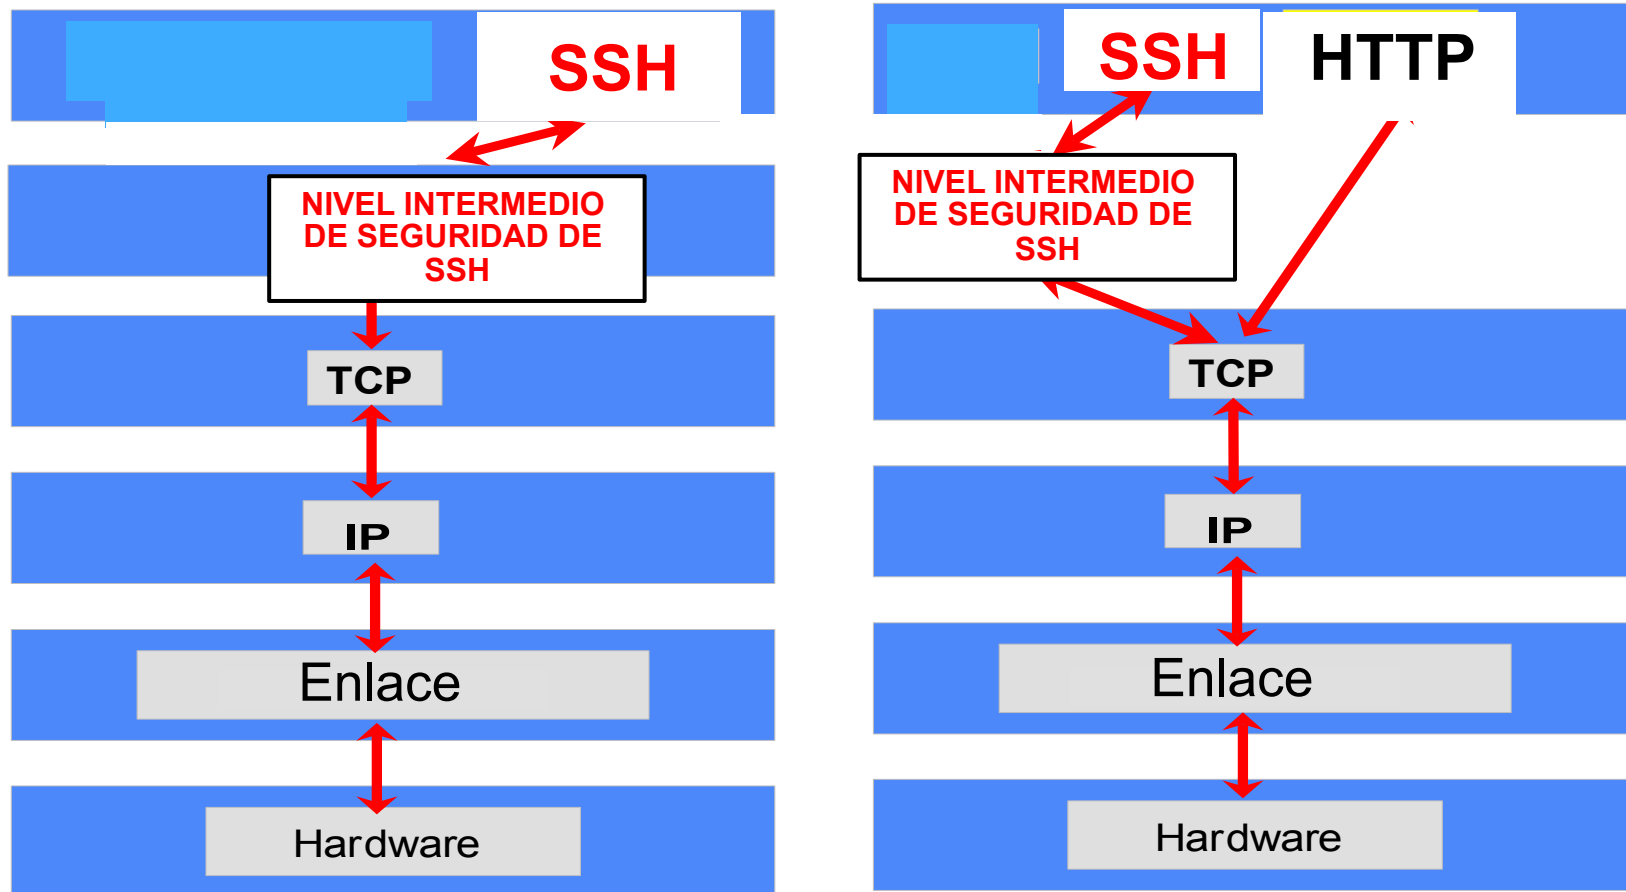 SSH
NIVEL INTERMEDIO
DE SEGURIDAD DE
SSH
TCP
IP
Enlace
Hardware
SSH
HTTP
NIVEL INTERMEDIO
DE SEGURIDAD DE
SSH
TCP
IP
Enlace
Hardware